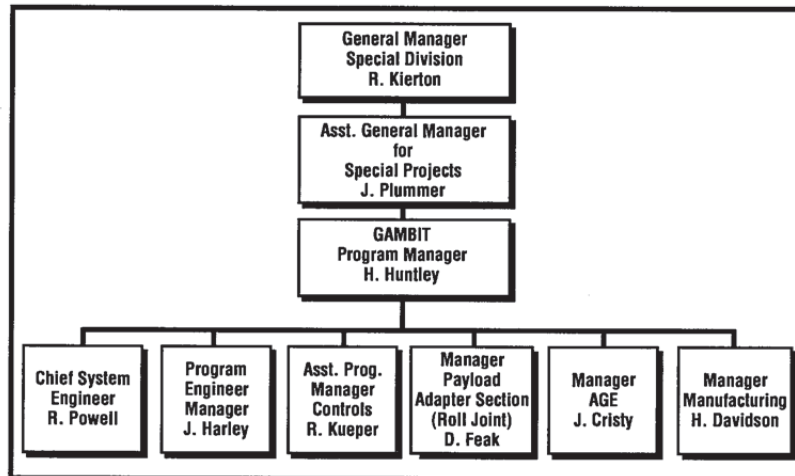 General Manager
Special Division
R. Kierton
Asst. General Manager
for
Special Projects
J. Plummer
GAMBIT
Program Manager
H. Huntley
Chief System
Engineer
R. Powell
Program
Engineer
Manager
J. Harley
Asst. Prog.
Manager
Controls
R. Kueper
Manager
Payload
Adapter Section
(Roll Joint)
D. Feak
Manager
AGE
J. Cristy
Manager
Manufacturing
H. Davidson